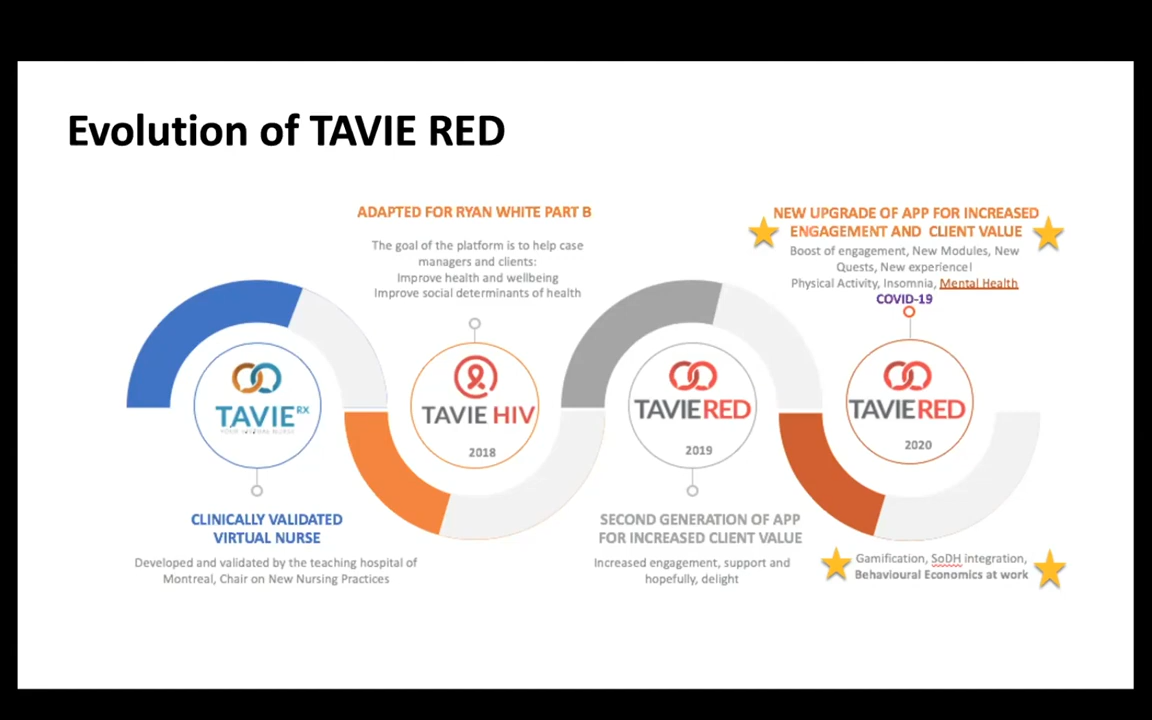 Evolution of TAVIE RED
TAVIE RX
CLINICALLY VALIDATED
VIRTUAL NURSE
Developed and validated by the teaching hospital of
Montreal, Chair on New Nursing Practices
ADAPTED FOR RYAN WHITE PART B
The goal of the platform is to help case
managers and clients:
Improve health and wellbeing
Improve social determinants of health
TAVIE HIV
2018
TAVIE RED
2019
SECOND GENERATION OF APP
FOR INCREASED CLIENT VALUE
Increased engagement, support and
hopefully, delight
NEW UPGRADE OF APP FOR INCREASED
ENGAGEMENT AND CLIENT VALUE
Boost of engagement, New Modules, New
Quests, New experience!
Physical Activity, Insomnia, Mental Health
COVID-19
TAVIE RED
2020
Gamification, SoDH integration,
Behavioural Economics at work